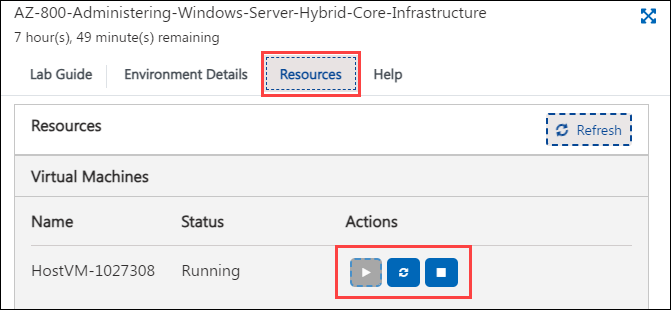 AZ-800-Administering-Windows-Server-Hybrid-Core-Infrastructure
7 hour(s), 49 minute(s) remaining
Lab Guide Environment Details Resources Help
Resources Refresh
Virtual Machines
Name Status Actions
HostVM-1027308 Running